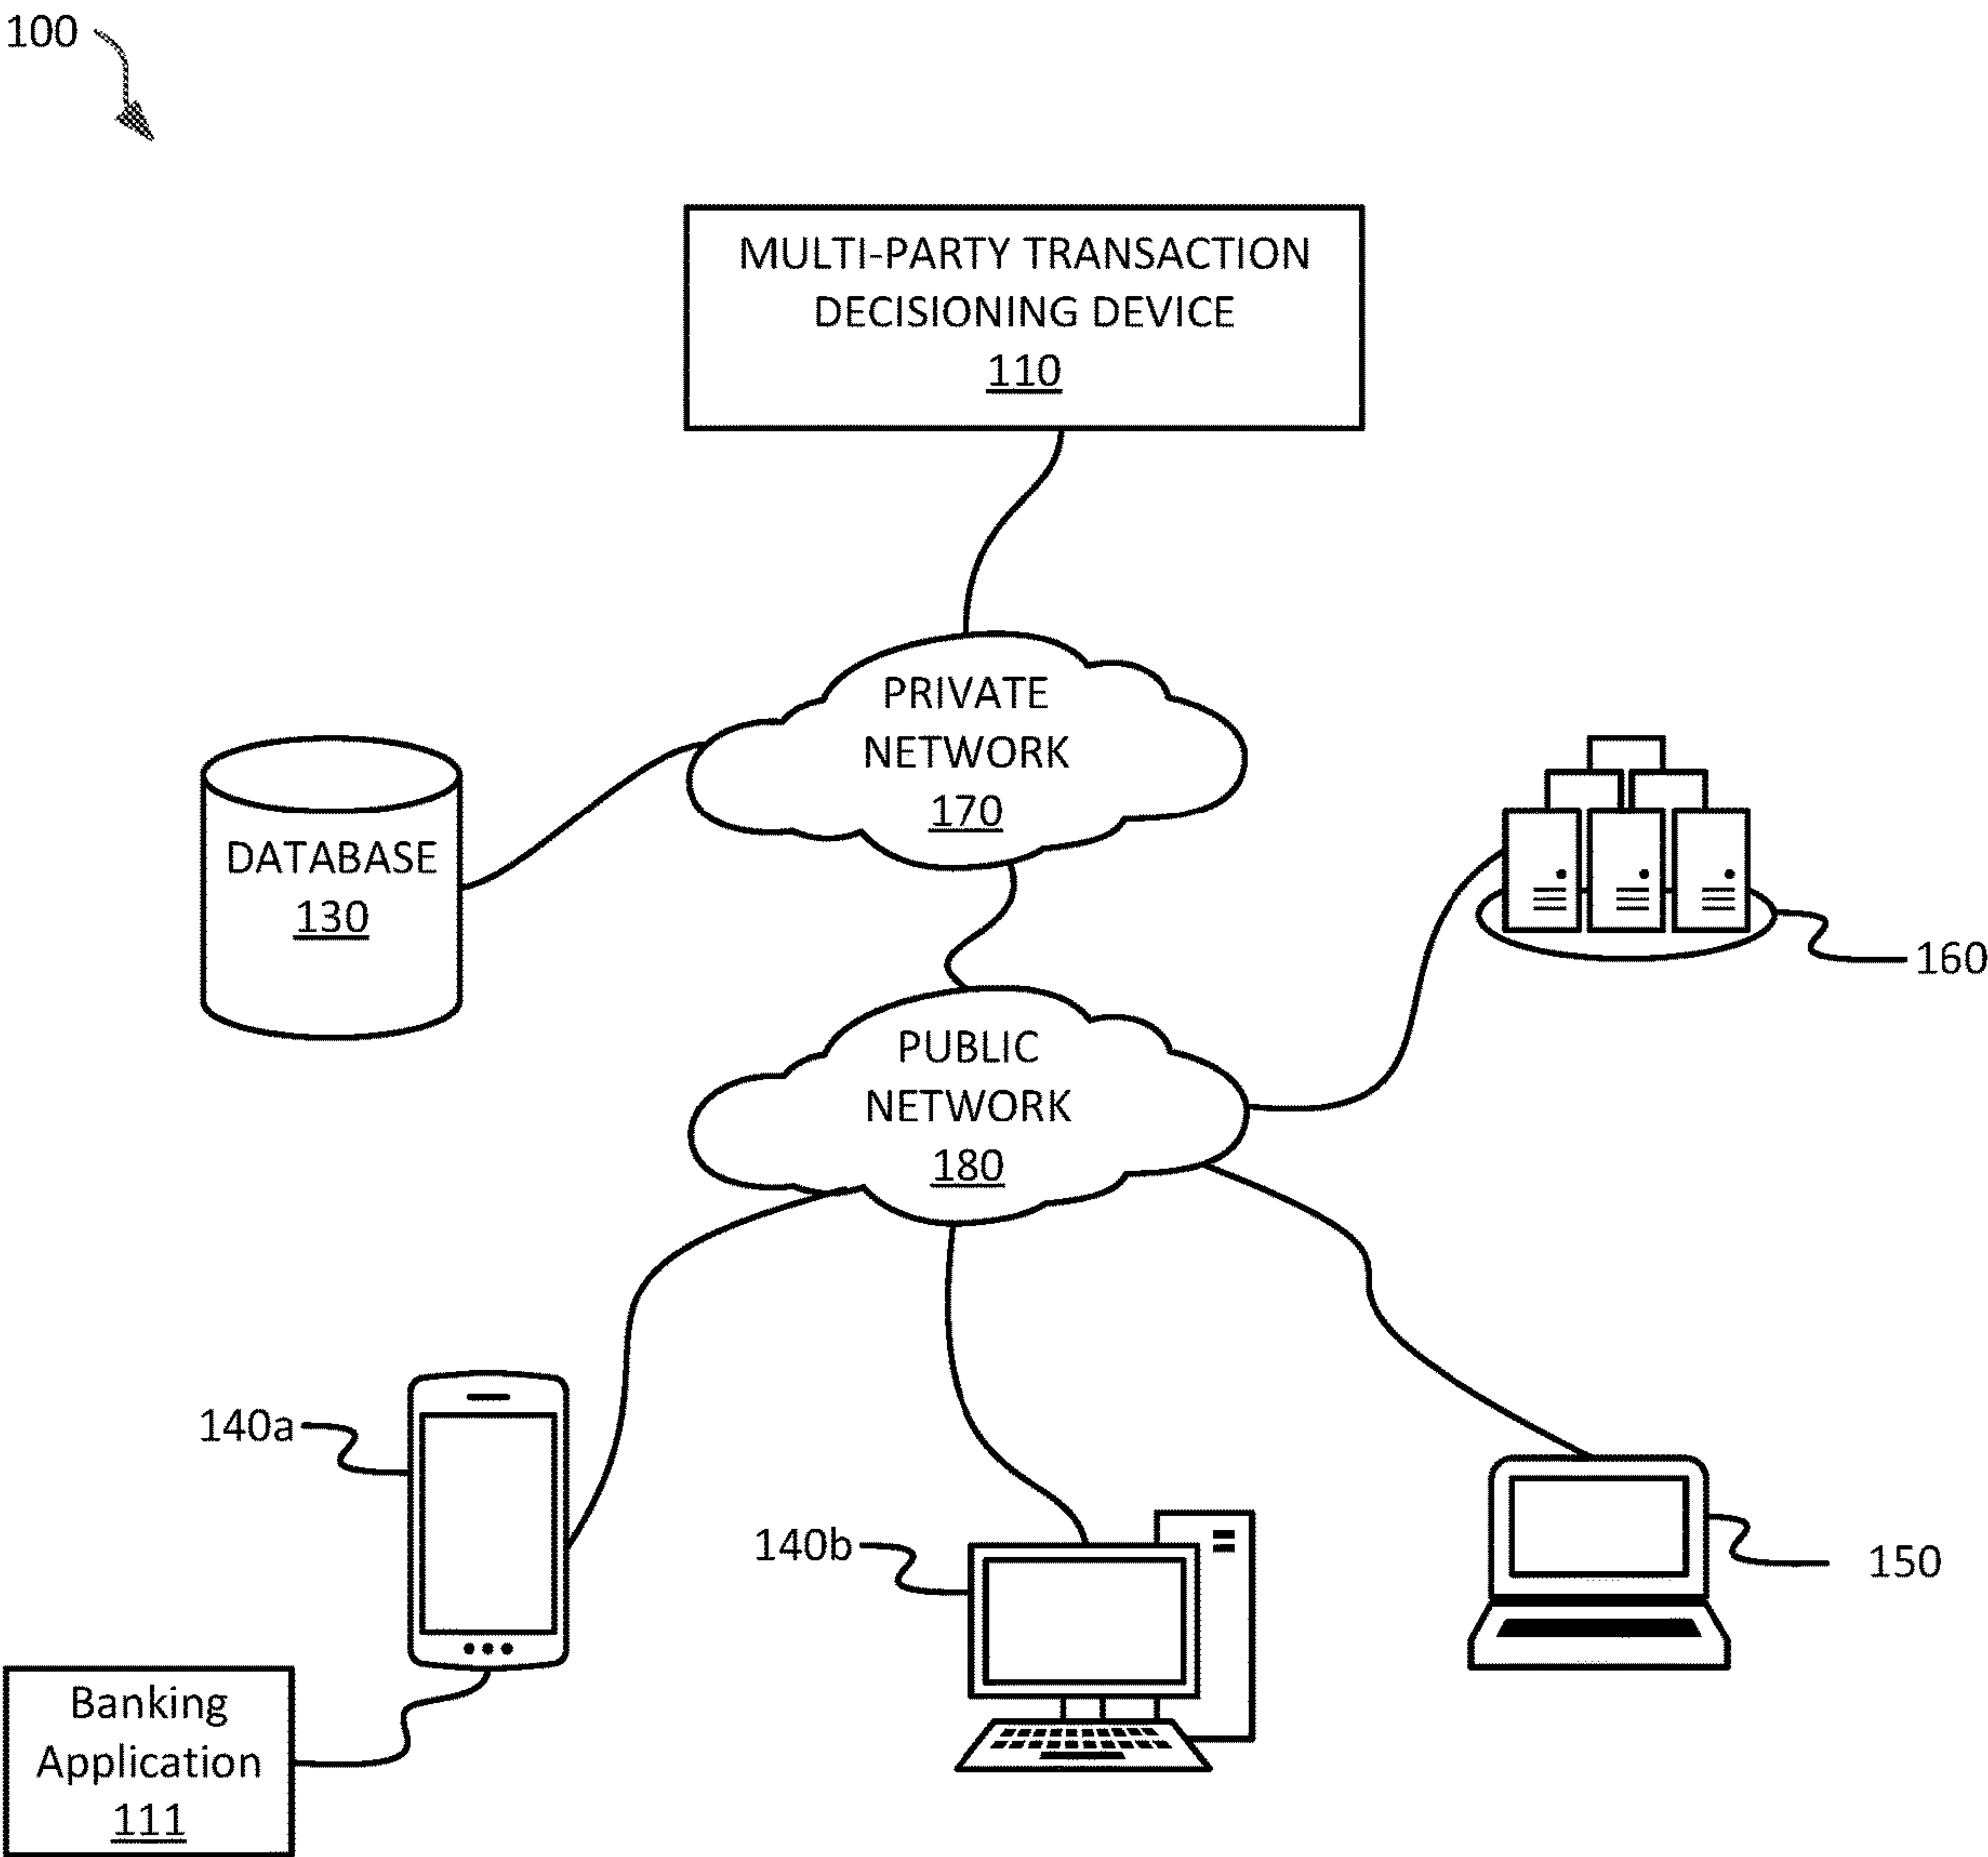 100
MULTI-PARTY TRANSACTION
DECISIONING DEVICE
110
PRIVATE
NETWORK
170
DATABASE
130
160
PUBLIC
NETWORK
180
140a
140b
150
Banking
Application
111